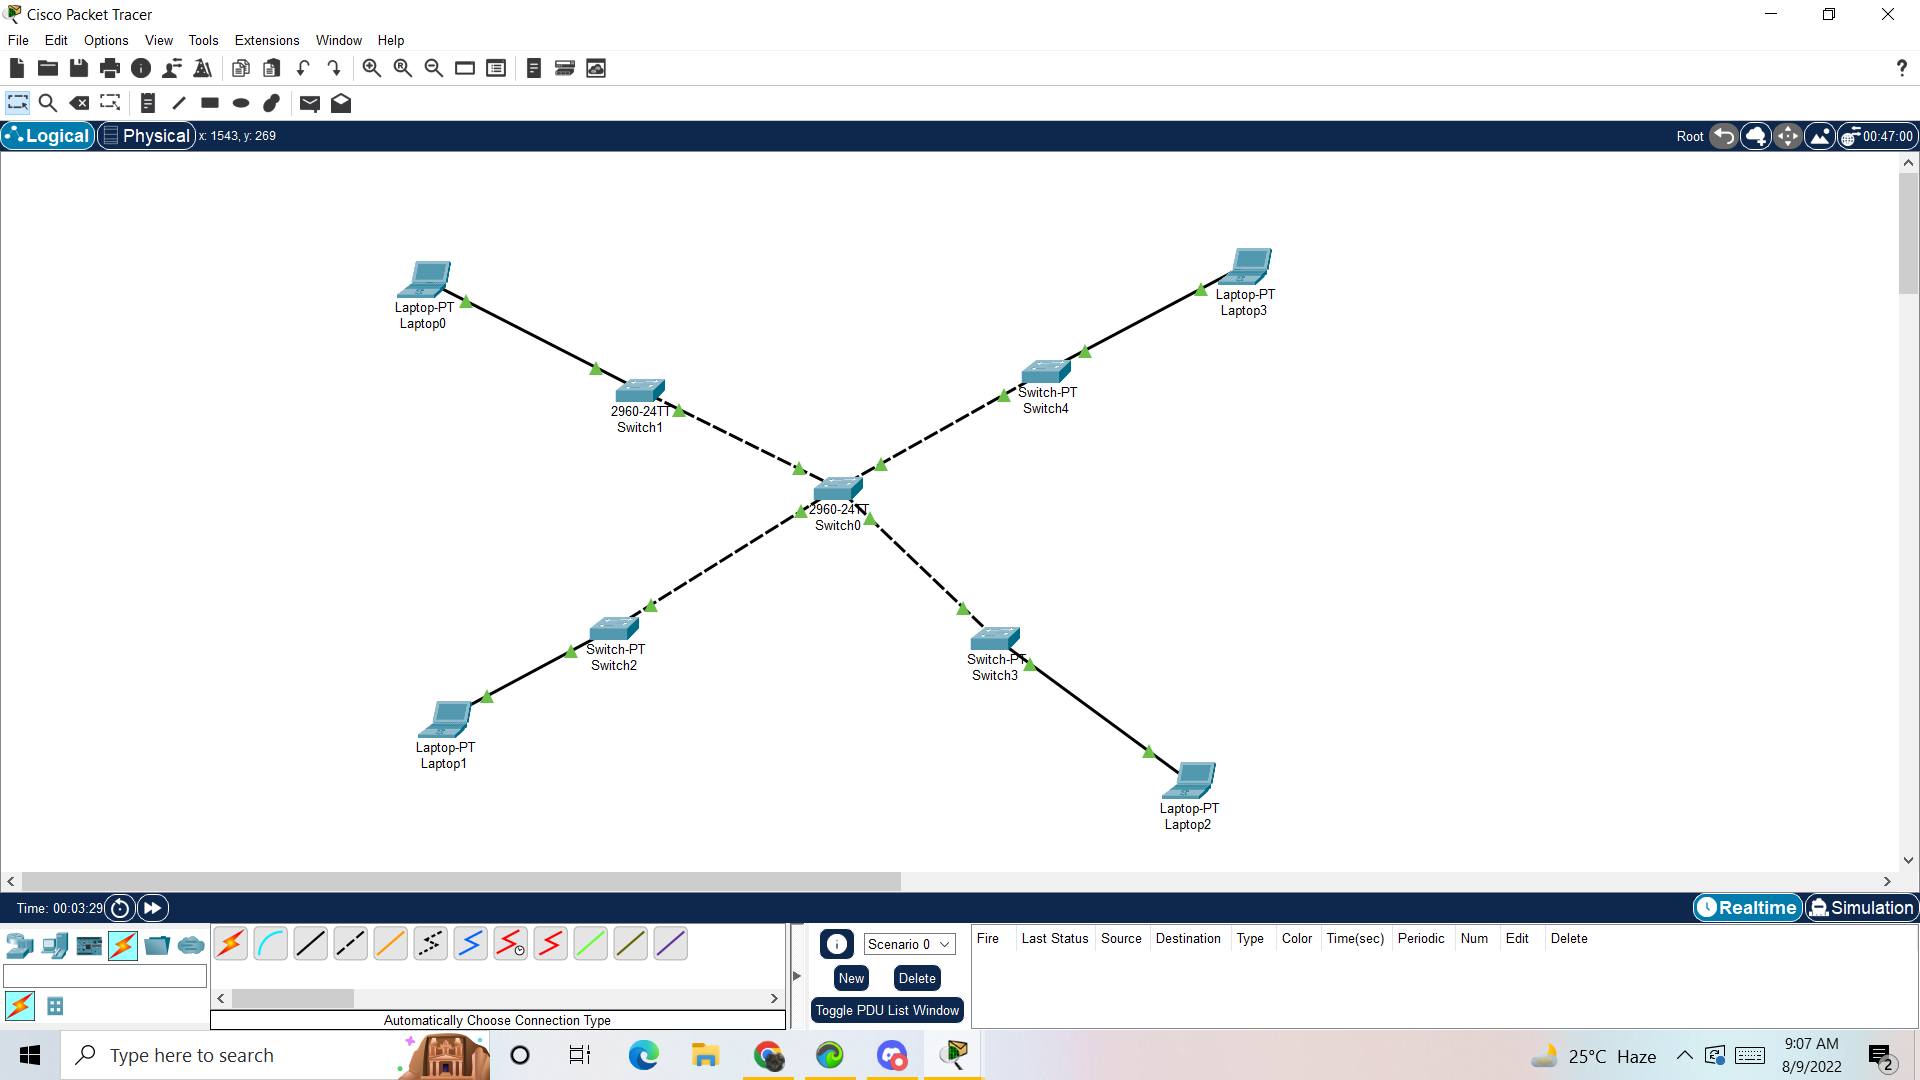 Cisco Packet Tracer
File Edit Options View Tools Extensions Window Help
?
Logical Physical x: 1543, y: 269 Root 00:47:00
Laptop-PT
Laptop0
Laptop-PT
Laptop3
Switch-PT
Switch4
2960-24TT
Switch1
2960-24TT
Switch0
Switch-PT
Switch2
Switch-PT
Switch3
Laptop-PT
Laptop1
Laptop-PT
Laptop2
Time: 00:03:29 Realtime Simulation
Scenario 0
New Delete
Toggle PDU List Window
Fire Last Status Source Destination Type Color Time(sec) Periodic Num Edit Delete
Automatically Choose Connection Type
Type here to search
25°C Haze
9:07 AM
8/9/2022
2